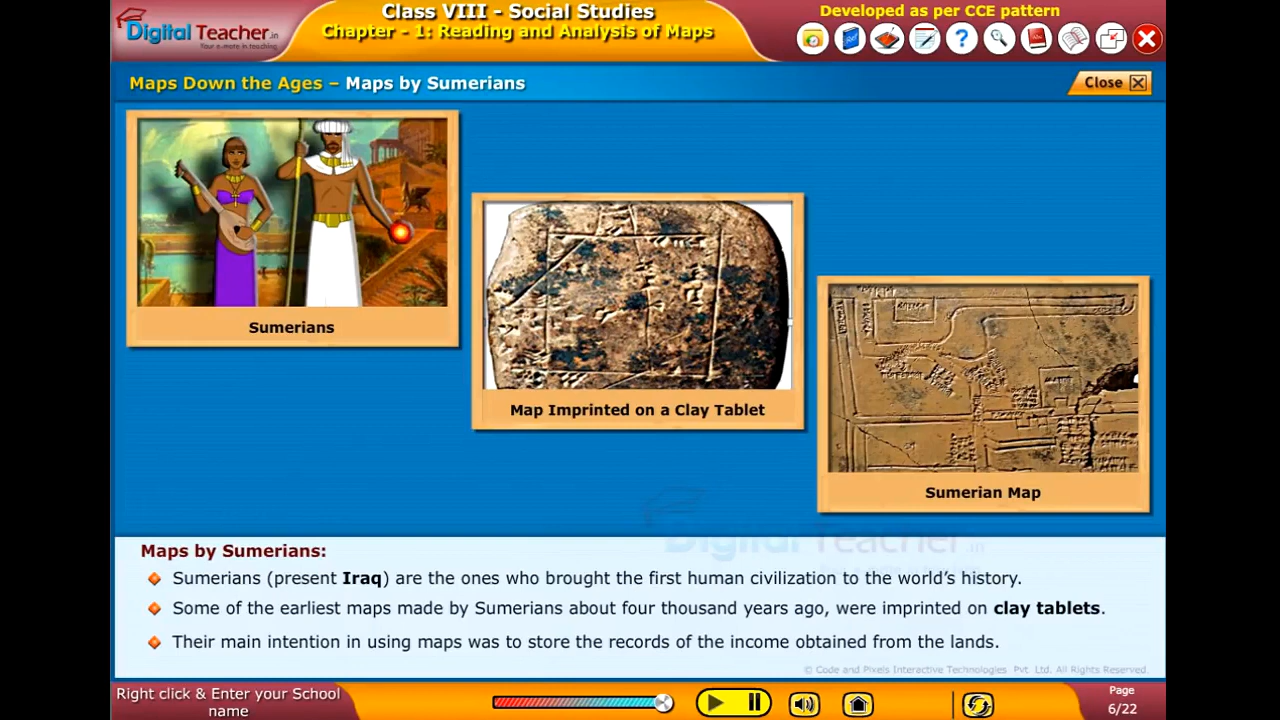 Digital Teacher.in
Your e-mate in teaching
Class VIII - Social Studies
Chapter - 1: Reading and Analysis of Maps
Developed as per CCE pattern
Maps Down the Ages – Maps by Sumerians
Close
Sumerians
Map Imprinted on a Clay Tablet
Sumerian Map
Digital Teacher.in
Maps by Sumerians:
Sumerians (present Iraq) are the ones who brought the first human civilization to the world's history.
Some of the earliest maps made by Sumerians about four thousand years ago, were imprinted on clay tablets.
Their main intention in using maps was to store the records of the income obtained from the lands.
© Code and Pixels Interactive Technologies Pvt. Ltd. All Rights Reserved.
Right click & Enter your School
name
Page
6/22